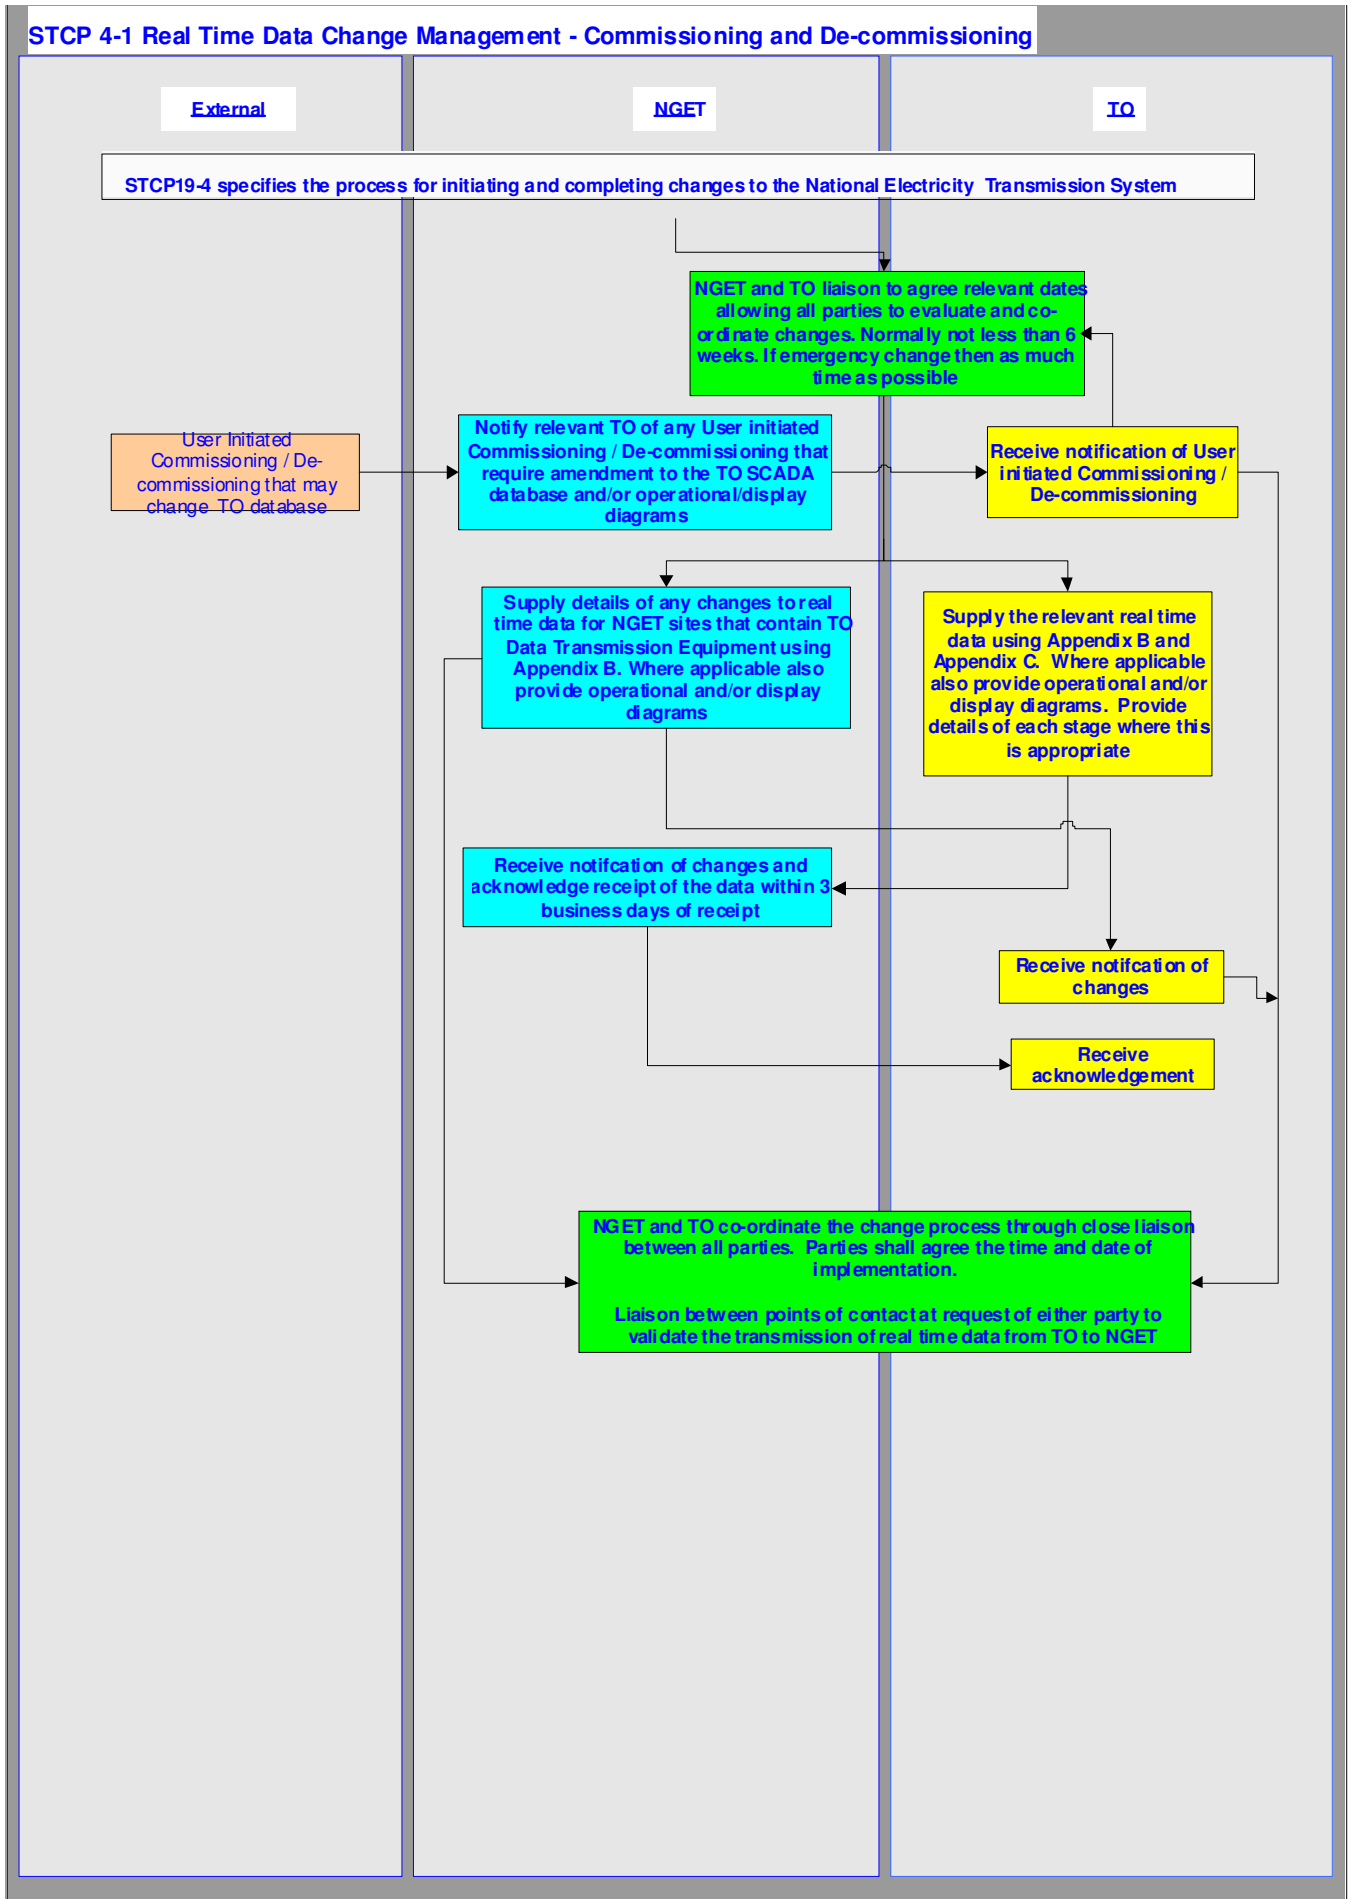 STCP 4-1 Real Time Data Change Management - Commissioning and De-commissioning
External
NGET
TO
STCP19-4 specifies the process for initiating and completing changes to the National Electricity Transmission System
NGET and TO liaison to agree relevant dates
allowing all parties to evaluate and co-
ordinate changes. Normally not less than 6
weeks. If emergency change then as much
time as possible
User Initiated
Commissioning / De-
commissioning that may
change TO database
Notify relevant TO of any User initiated
Commissioning / De-commissioning that
require amendment to the TO SCADA
database and/or operational/display
diagrams
Receive notification of User
initiated Commissioning /
De-commissioning
Supply details of any changes to real
time data for NGET sites that contain TO
Data Transmission Equipment using
Appendix B. Where applicable also
provide operational and/or display
diagrams
Supply the relevant real time
data using Appendix B and
Appendix C. Where applicable
also provide operational and/or
display diagrams. Provide
details of each stage where this
is appropriate
Receive notifcation of changes and
acknowledge receipt of the data within 3
business days of receipt
Receive notifcation of
changes
Receive
acknowledgement
NGET and TO co-ordinate the change process through close liaison
between all parties. Parties shall agree the time and date of
implementation.
Liaison between points of contact at request of either party to
validate the transmission of real time data from TO to NGET